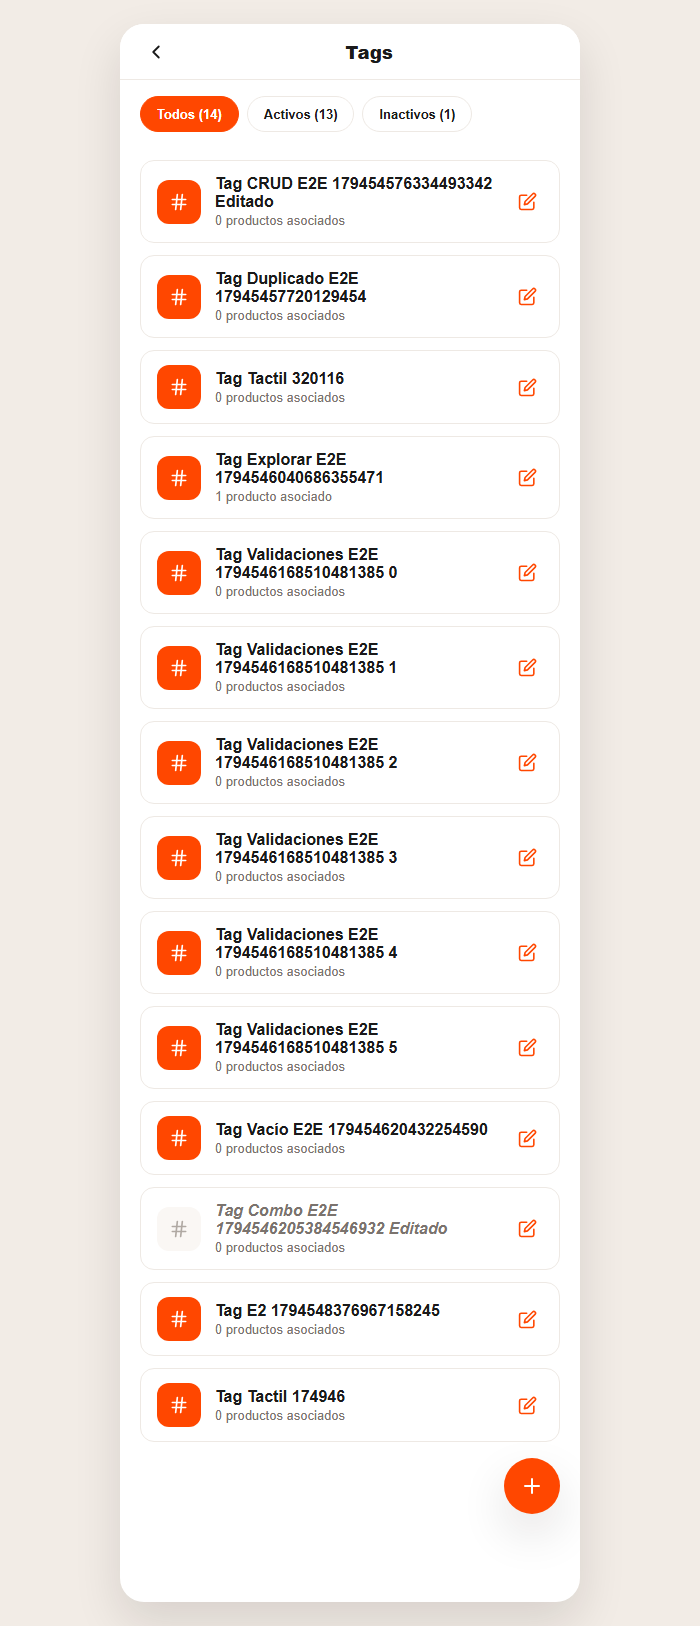 Tags
Todos (14)
Activos (13)
Inactivos (1)
Tag CRUD E2E 179454576334493342
Editado
0 productos asociados
Tag Duplicado E2E
17945457720129454
0 productos asociados
Tag Tactil 320116
0 productos asociados
Tag Explorar E2E
1794546040686355471
1 producto asociado
Tag Validaciones E2E
1794546168510481385 0
0 productos asociados
Tag Validaciones E2E
1794546168510481385 1
0 productos asociados
Tag Validaciones E2E
1794546168510481385 2
0 productos asociados
Tag Validaciones E2E
1794546168510481385 3
0 productos asociados
Tag Validaciones E2E
1794546168510481385 4
0 productos asociados
Tag Validaciones E2E
1794546168510481385 5
0 productos asociados
Tag Vacío E2E 179454620432254590
0 productos asociados
Tag Combo E2E
1794546205384546932 Editado
0 productos asociados
Tag E2 1794548376967158245
0 productos asociados
Tag Tactil 174946
0 productos asociados